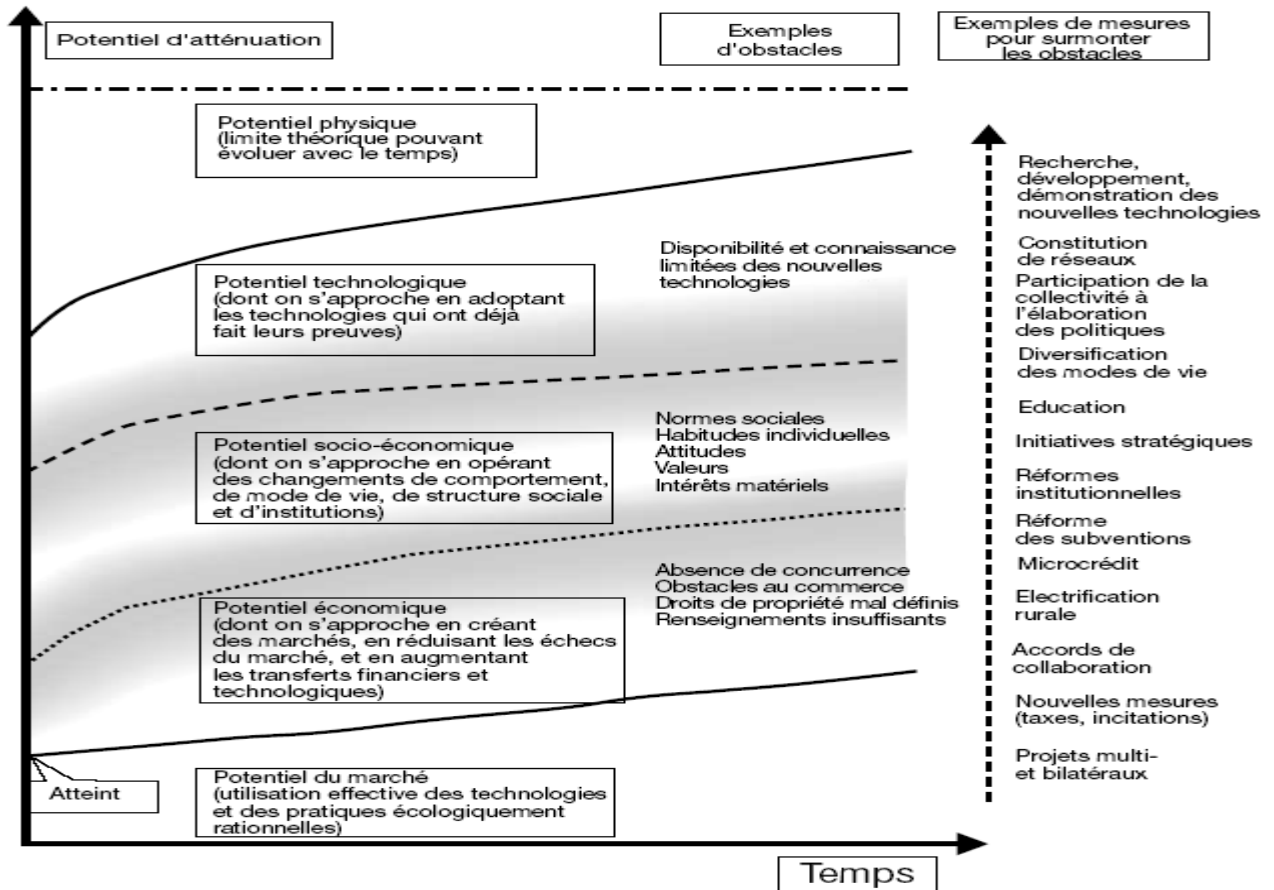 Potentiel d'atténuation
Exemples
d'obstacles
Exemples de mesures
pour surmonter
les obstacles
Potentiel physique
(limite théorique pouvant
évoluer avec le temps)
Potentiel technologique
(dont on s'approche en adoptant
les technologies qui ont déjà
fait leurs preuves)
Potentiel socio-économique
(dont on s'approche en opérant
des changements de comportement,
de mode de vie, de structure sociale
et d'institutions)
Potentiel économique
(dont on s'approche en créant
des marchés, en réduisant les échecs
du marché, et en augmentant
les transferts financiers et
technologiques)
Potentiel du marché
(utilisation effective des technologies
et des pratiques écologiquement
rationnelles)
Atteint
Disponibilité et connaissance
limitées des nouvelles
technologies
Normes sociales
Habitudes individuelles
Attitudes
Valeurs
Intérêts matériels
Absence de concurrence
Obstacles au commerce
Droits de propriété mal définis
Renseignements insuffisants
Recherche,
développement,
démonstration des
nouvelles technologies
Constitution
de réseaux
Participation de la
collectivité à
l'élaboration
des politiques
Diversification
des modes de vie
Education
Initiatives stratégiques
Réformes
institutionnelles
Réforme
des subventions
Microcrédit
Electrification
rurale
Accords de
collaboration
Nouvelles mesures
(taxes, incitations)
Projets multi-
et bilatéraux
Temps